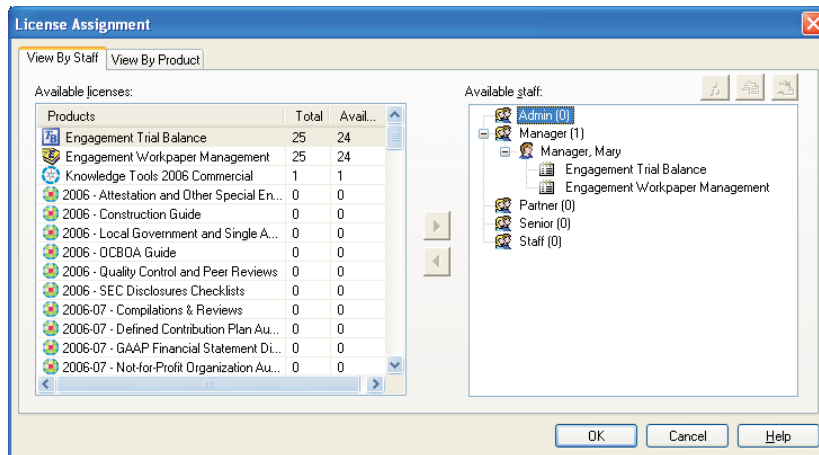 License Assignment
View By Staff View By Product
Available licenses:
Products Total Avail...
Engagement Trial Balance 25 24
Engagement Workpaper Management 25 24
Knowledge Tools 2006 Commercial 1 1
2006 - Attestation and Other Special En... 0 0
2006 - Construction Guide 0 0
2006 - Local Government and Single A... 0 0
2006 - OCBOA Guide 0 0
2006 - Quality Control and Peer Reviews 0 0
2006 - SEC Disclosures Checklists 0 0
2006-07 - Compilations & Reviews 0 0
2006-07 - Defined Contribution Plan Au... 0 0
2006-07 - GAAP Financial Statement Di... 0 0
2006-07 - Not-for-Profit Organization Au... 0 0
Available staff:
Admin (0)
Manager (1)
Manager, Mary
Engagement Trial Balance
Engagement Workpaper Management
Partner (0)
Senior (0)
Staff (0)
OK Cancel Help